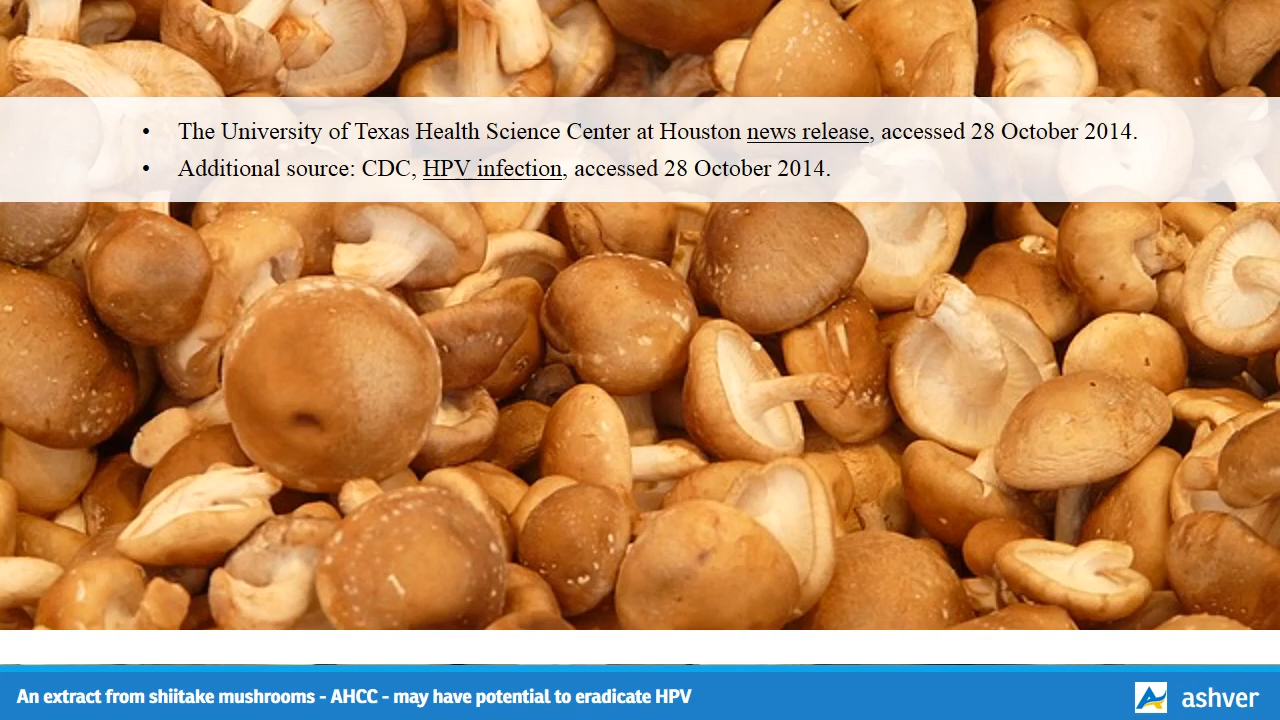 • The University of Texas Health Science Center at Houston news release, accessed 28 October 2014.
• Additional source: CDC, HPV infection, accessed 28 October 2014.
An extract from shiitake mushrooms - AHCC - may have potential to eradicate HPV
ashver